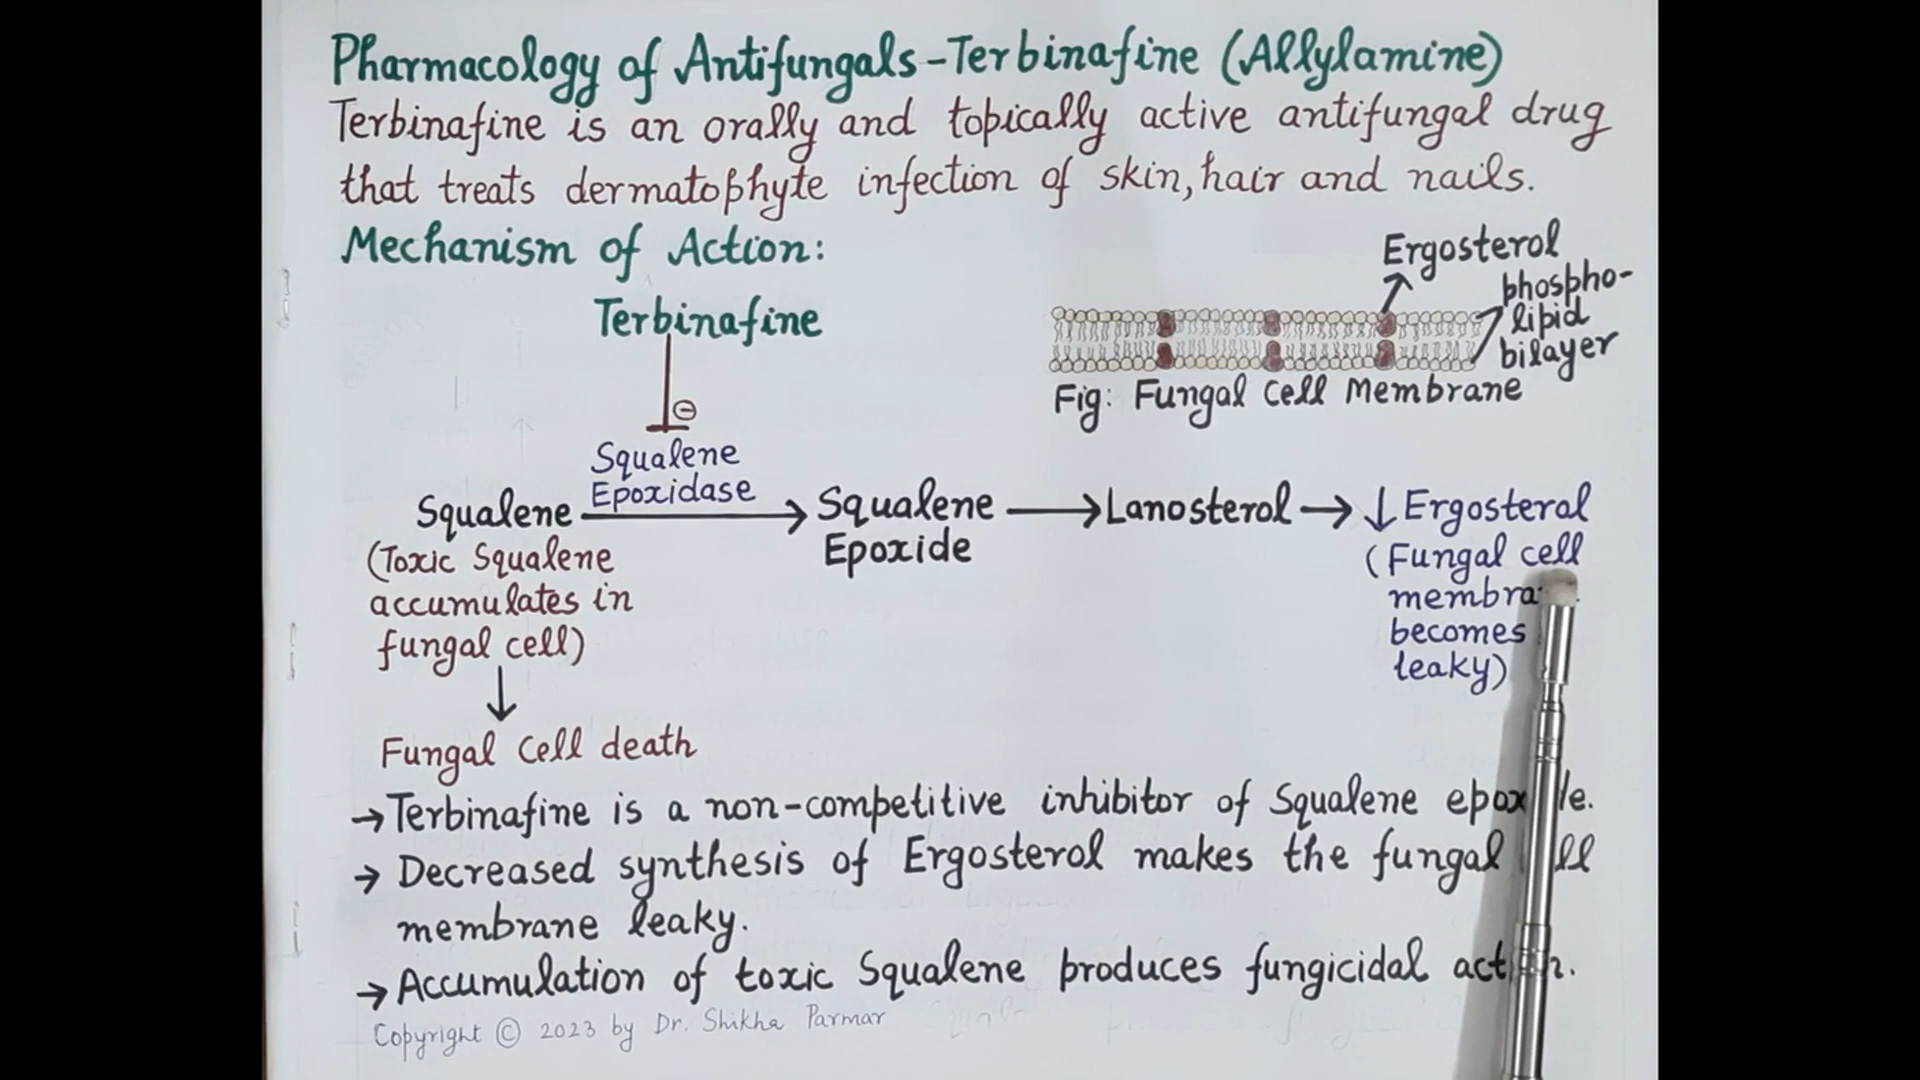 Pharmacology of Antifungals-Terbinafine (Allylamine)
Terbinafine is an orally and topically active antifungal drug
that treats dermatophyte infection of skin, hair and nails.
Mechanism of Action:
Ergosterol
phospho-
lipid
bilayer
Fig: Fungal Cell Membrane
Terbinafine
⊖
Squalene
Epoxidase
Squalene → Squalene → Lanosterol → ↓ Ergosterol
Epoxide
(Toxic Squalene
accumulates in
fungal cell)
(Fungal cell
becomes
leaky)
↓
Fungal Cell death
→ Terbinafine is a non-competitive inhibitor of Squalene
→ Decreased synthesis of Ergosterol makes the fungal
membrane leaky.
→ Accumulation of toxic Squalene produces fungicidal
Copyright © 2023 by Dr. Shikha Parmar